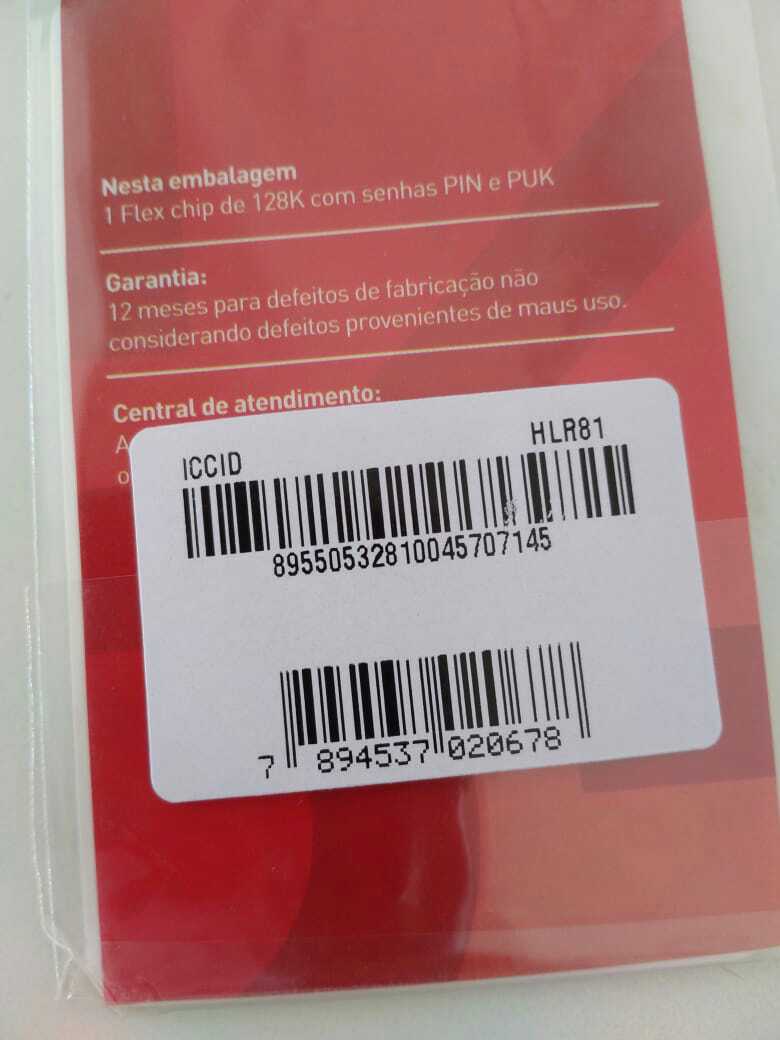 Nesta embalagem
1 Flex chip de 128K com senhas PIN e PUK
Garantia:
12 meses para defeitos de fabricação não
considerando defeitos provenientes de maus uso.
Central de atendimento:
ICCID
HLR81
89550532810045707145
7 894537 020678